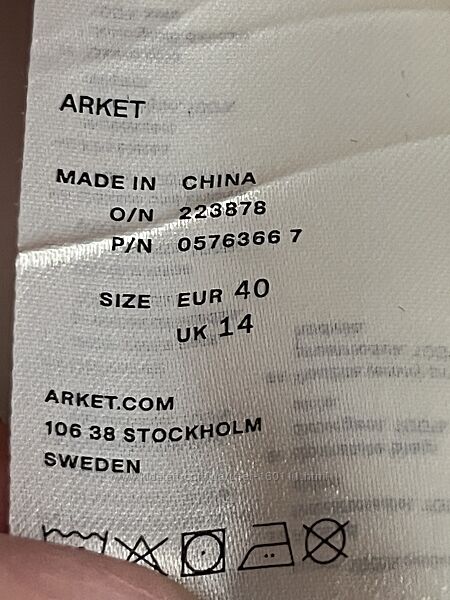 ARKET
MADE IN CHINA
O/N 223878
P/N 0576366 7
SIZE EUR 40
UK 14
ARKET.COM
106 38 STOCKHOLM
SWEDEN